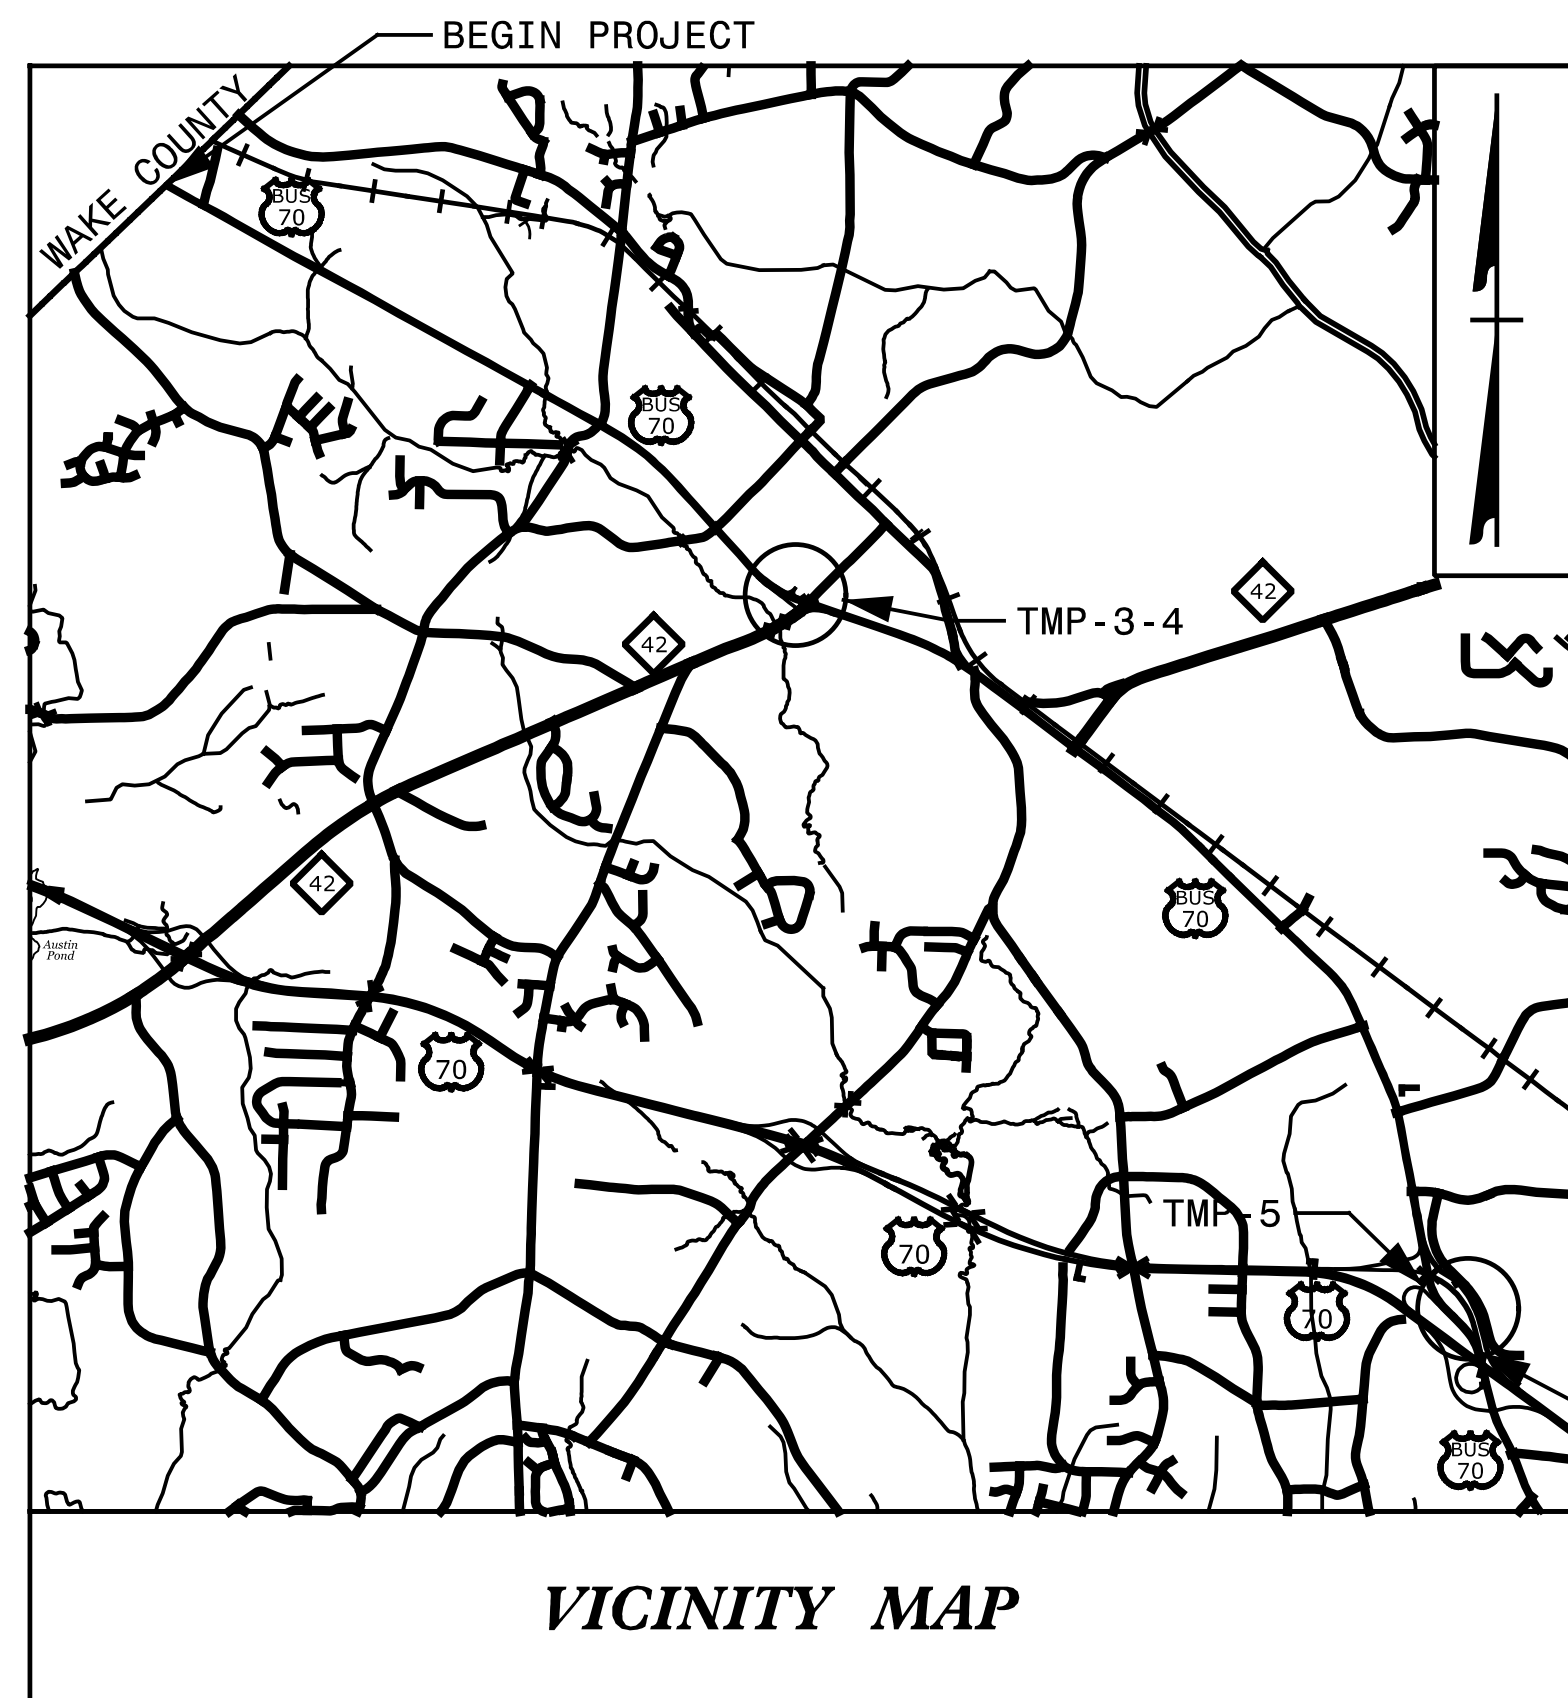 BEGIN PROJECT
WAKE COUNTY
BUS
70
BUS
70
42
TMP-3-4
42
42
BUS
70
Austin
Pond
70
TMP-5
70
70
BUS
70
VICINITY MAP